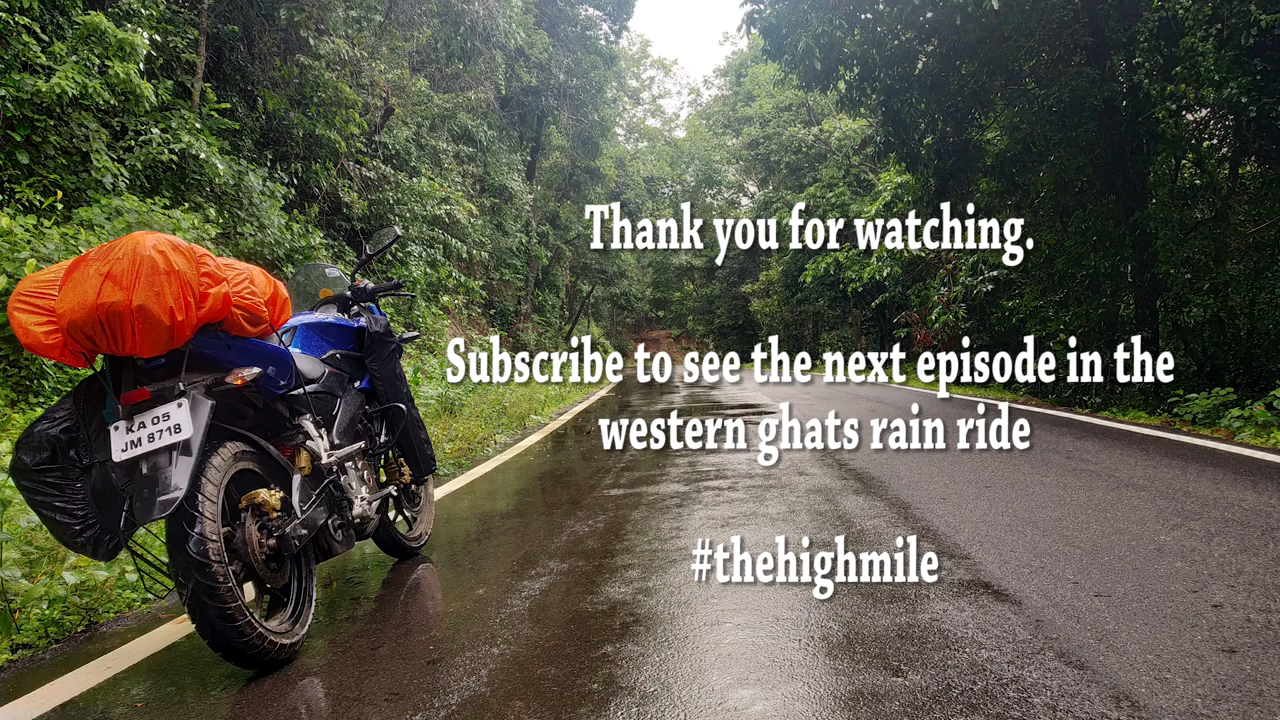 Thank you for watching.
Subscribe to see the next episode in the
western ghats rain ride
#thehighmile
KA 05
JM 8718